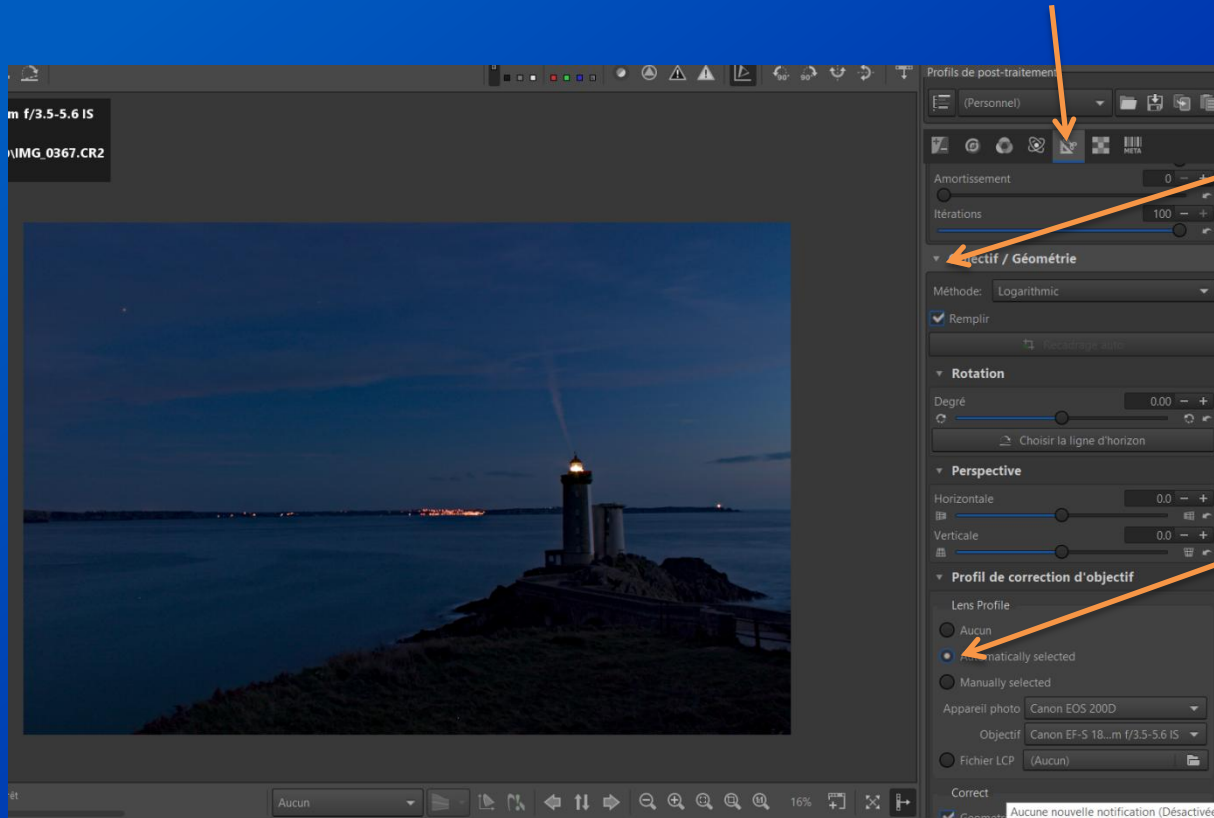 Profils de post-traitement
m f/3.5-5.6 IS
(Personnel)
\IMG_0367.CR2
META
Amortissement
0
Itérations
100
Objectif / Géométrie
Méthode:
Logarithmic
Remplir
Recadrage auto
Rotation
Degré
0.00
Choisir la ligne d'horizon
Perspective
Horizontale
0.0
Verticale
0.0
Profil de correction d'objectif
Lens Profile
Aucun
Automatically selected
Manually selected
Appareil photo
Canon EOS 200D
Objectif
Canon EF-S 18...m f/3.5-5.6 IS
Fichier LCP
(Aucun)
Aucun
16%
Correct
Aucune nouvelle notification (Désactivée